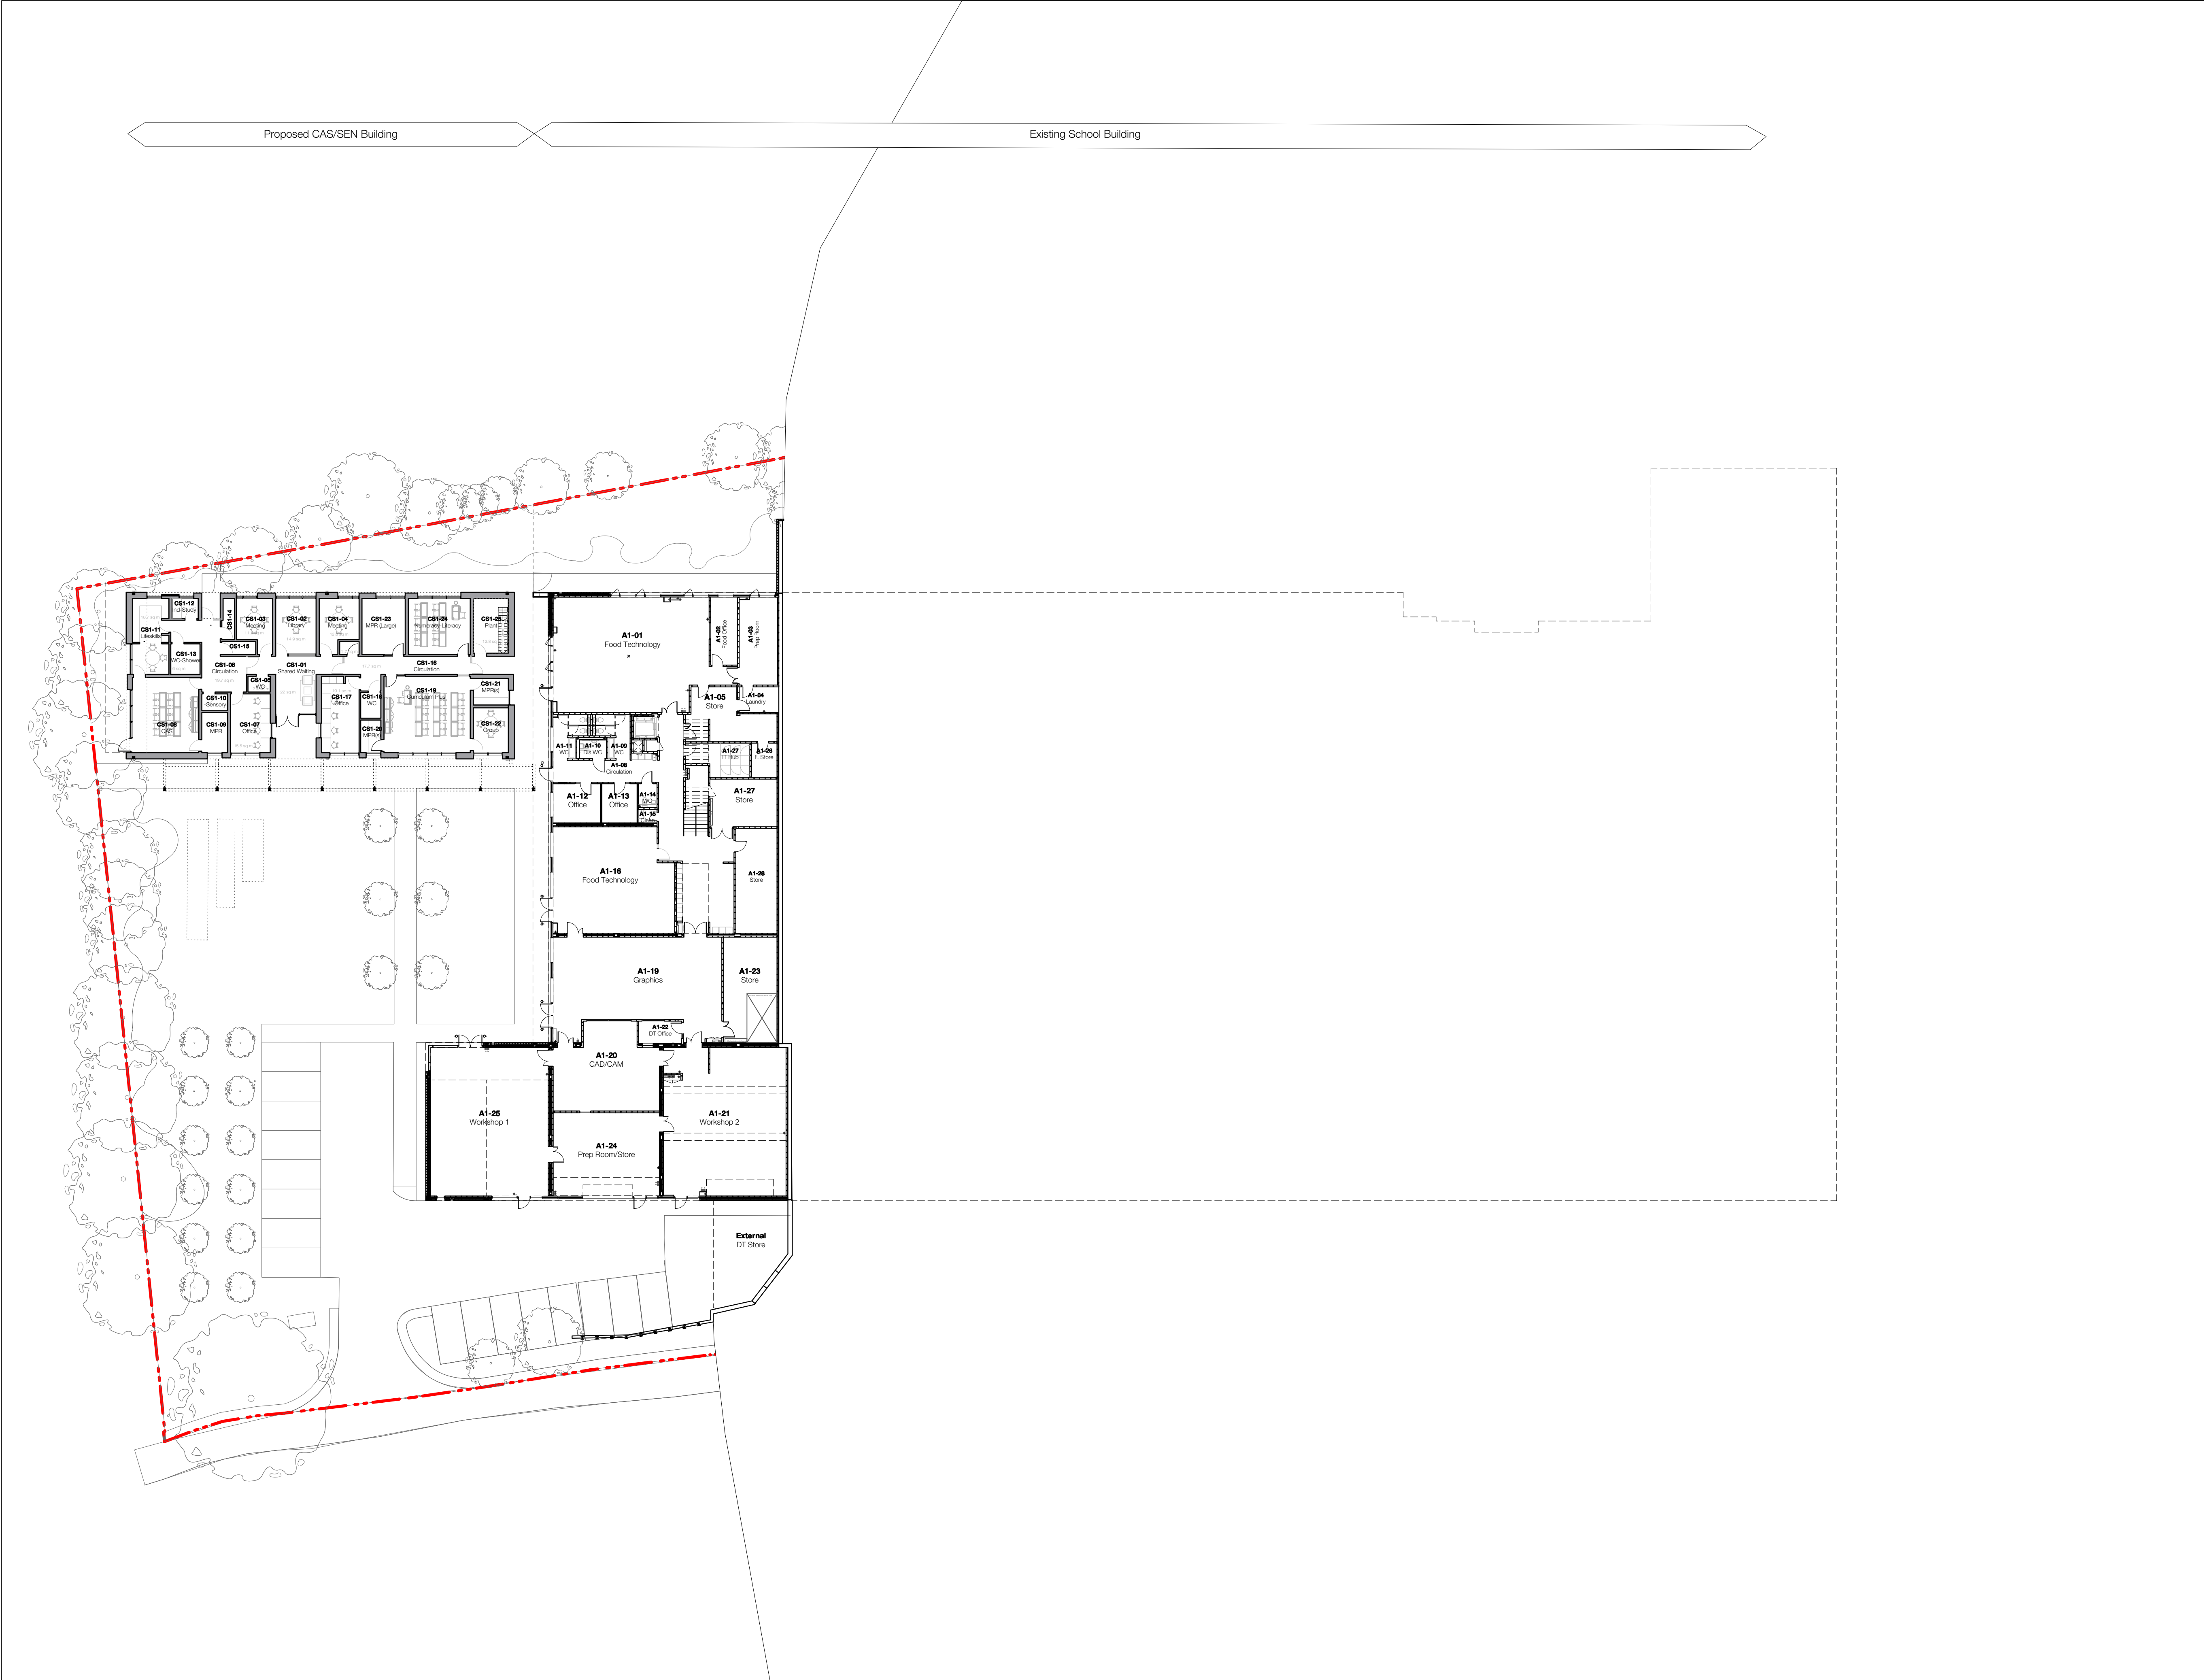 Proposed CAS/SEN Building
Existing School Building
CS1-12
Ind-Study
CS1-11
Lifeskills
CS1-13
WC-Shower
CS1-14
CS1-03
Meeting
CS1-02
Library
CS1-04
Meeting
CS1-23
MPR (Large)
CS1-24
Numeracy-Literacy
CS1-15
CS1-06
Circulation
CS1-01
Shared Waiting
CS1-16
Circulation
CS1-10
Sensory
WC
CS1-17
Office
WC
CS1-19
Curriculum Plus
CS1-21
MPR(s)
CS1-08
CAS
CS1-09
MPR
CS1-07
Office
CS1-22
Group
Plant
A1-01
Food Technology
A1-02
Food Office
A1-03
Prep Room
A1-05
Store
A1-04
Laundry
A1-11
WC
A1-10
Dis WC
A1-09
WC
A1-08
Circulation
A1-27
IT Hub
A1-26
F. Store
A1-12
Office
A1-13
Office
A1-14
WC
A1-15
A1-27
Store
A1-16
Food Technology
A1-28
Store
A1-19
Graphics
A1-23
Store
A1-22
DT Office
A1-20
CAD/CAM
A1-25
Workshop 1
A1-21
Workshop 2
A1-24
Prep Room/Store
External
DT Store